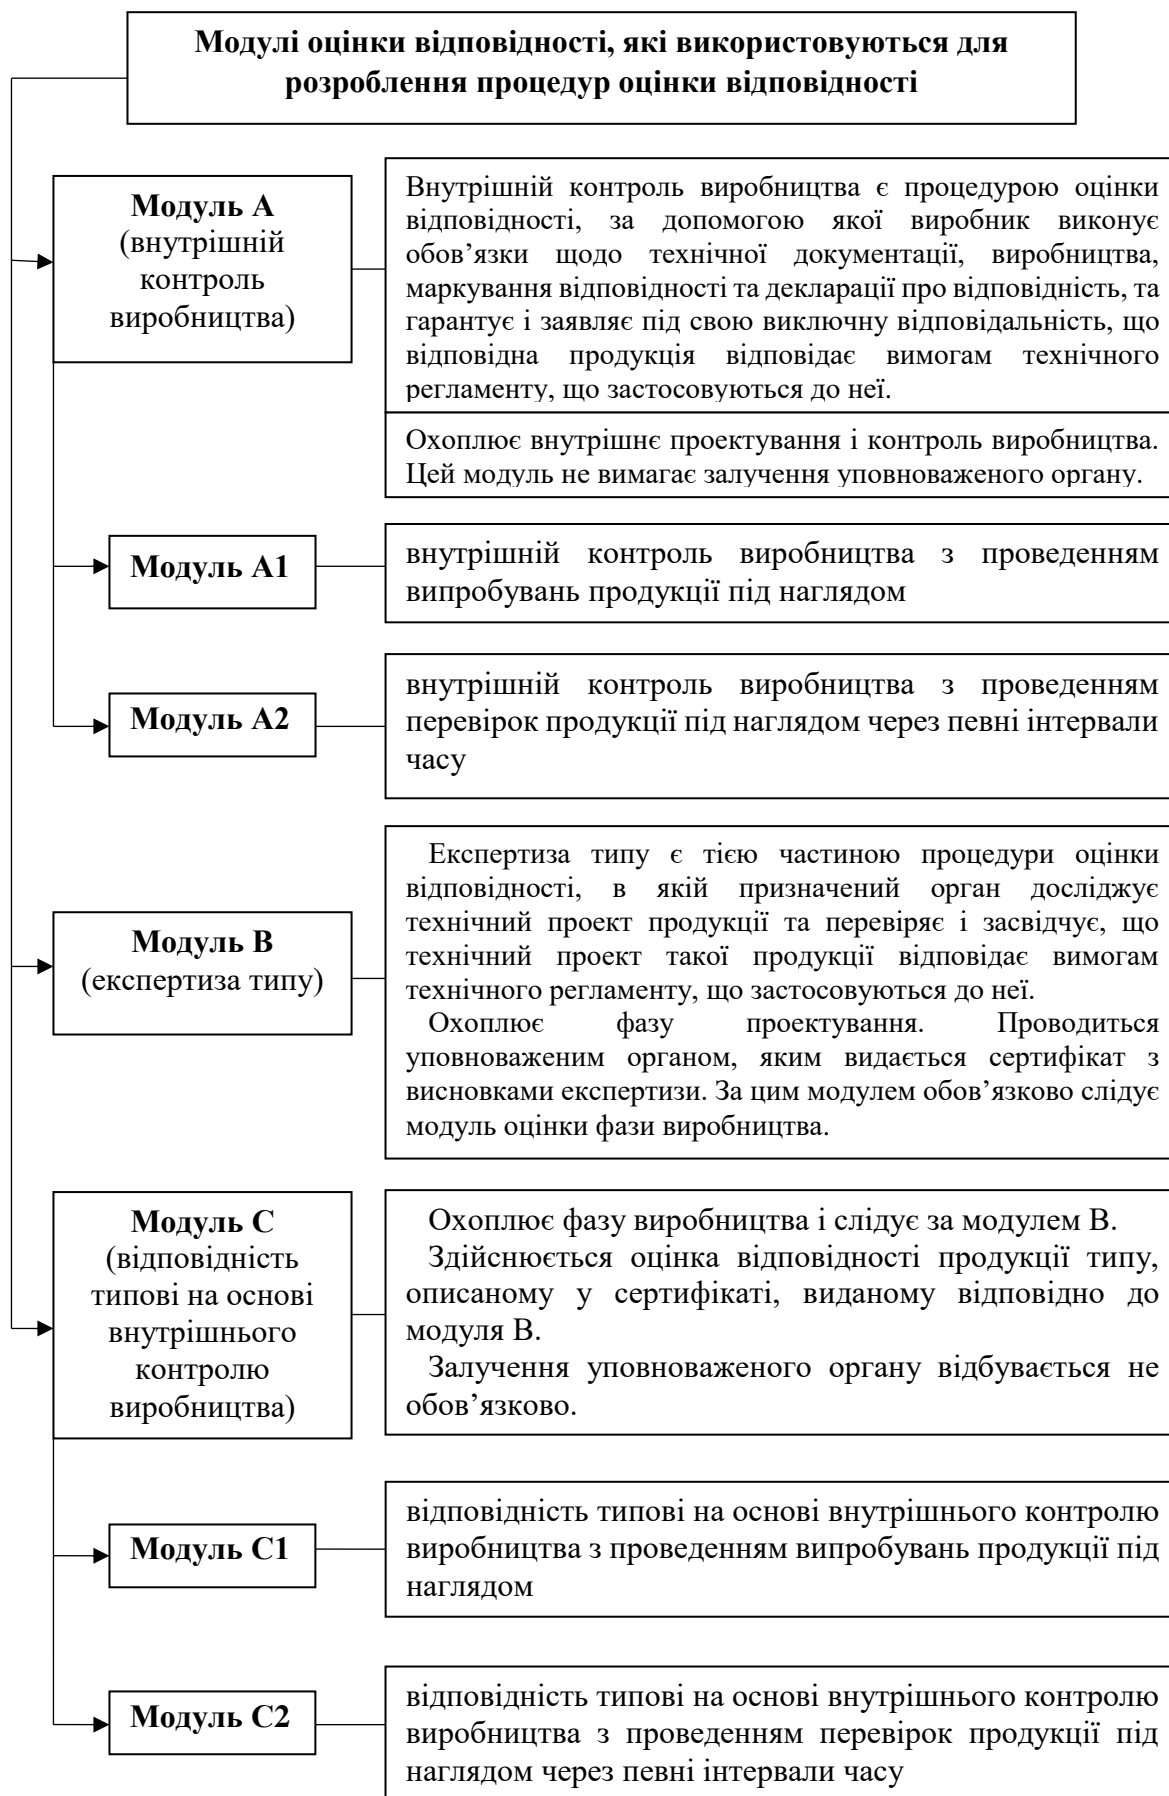 Модулі оцінки відповідності, які використовуються для
розроблення процедур оцінки відповідності
Модуль А
(внутрішній
контроль
виробництва)
Внутрішній контроль виробництва є процедурою оцінки
відповідності, за допомогою якої виробник виконує
обов’язки щодо технічної документації, виробництва,
маркування відповідності та декларації про відповідність, та
гарантує і заявляє під свою виключну відповідальність, що
відповідна продукція відповідає вимогам технічного
регламенту, що застосовуються до неї.
Охоплює внутрішнє проектування і контроль виробництва.
Цей модуль не вимагає залучення уповноваженого органу.
Модуль А1
внутрішній контроль виробництва з проведенням
випробувань продукції під наглядом
Модуль А2
внутрішній контроль виробництва з проведенням
перевірок продукції під наглядом через певні інтервали
часу
Модуль В
(експертиза типу)
Експертиза типу є тією частиною процедури оцінки
відповідності, в якій призначений орган досліджує
технічний проект продукції та перевіряє і засвідчує, що
технічний проект такої продукції відповідає вимогам
технічного регламенту, що застосовуються до неї.
Охоплює фазу проектування. Проводиться
уповноваженим органом, яким видається сертифікат з
висновками експертизи. За цим модулем обов’язково слідує
модуль оцінки фази виробництва.
Модуль С
(відповідність
типові на основі
внутрішнього
контролю
виробництва)
Охоплює фазу виробництва і слідує за модулем В.
Здійснюється оцінка відповідності продукції типу,
описаному у сертифікаті, виданому відповідно до
модуля В.
Залучення уповноваженого органу відбувається не
обов’язково.
Модуль С1
відповідність типові на основі внутрішнього контролю
виробництва з проведенням випробувань продукції під
наглядом
Модуль С2
відповідність типові на основі внутрішнього контролю
виробництва з проведенням перевірок продукції під
наглядом через певні інтервали часу